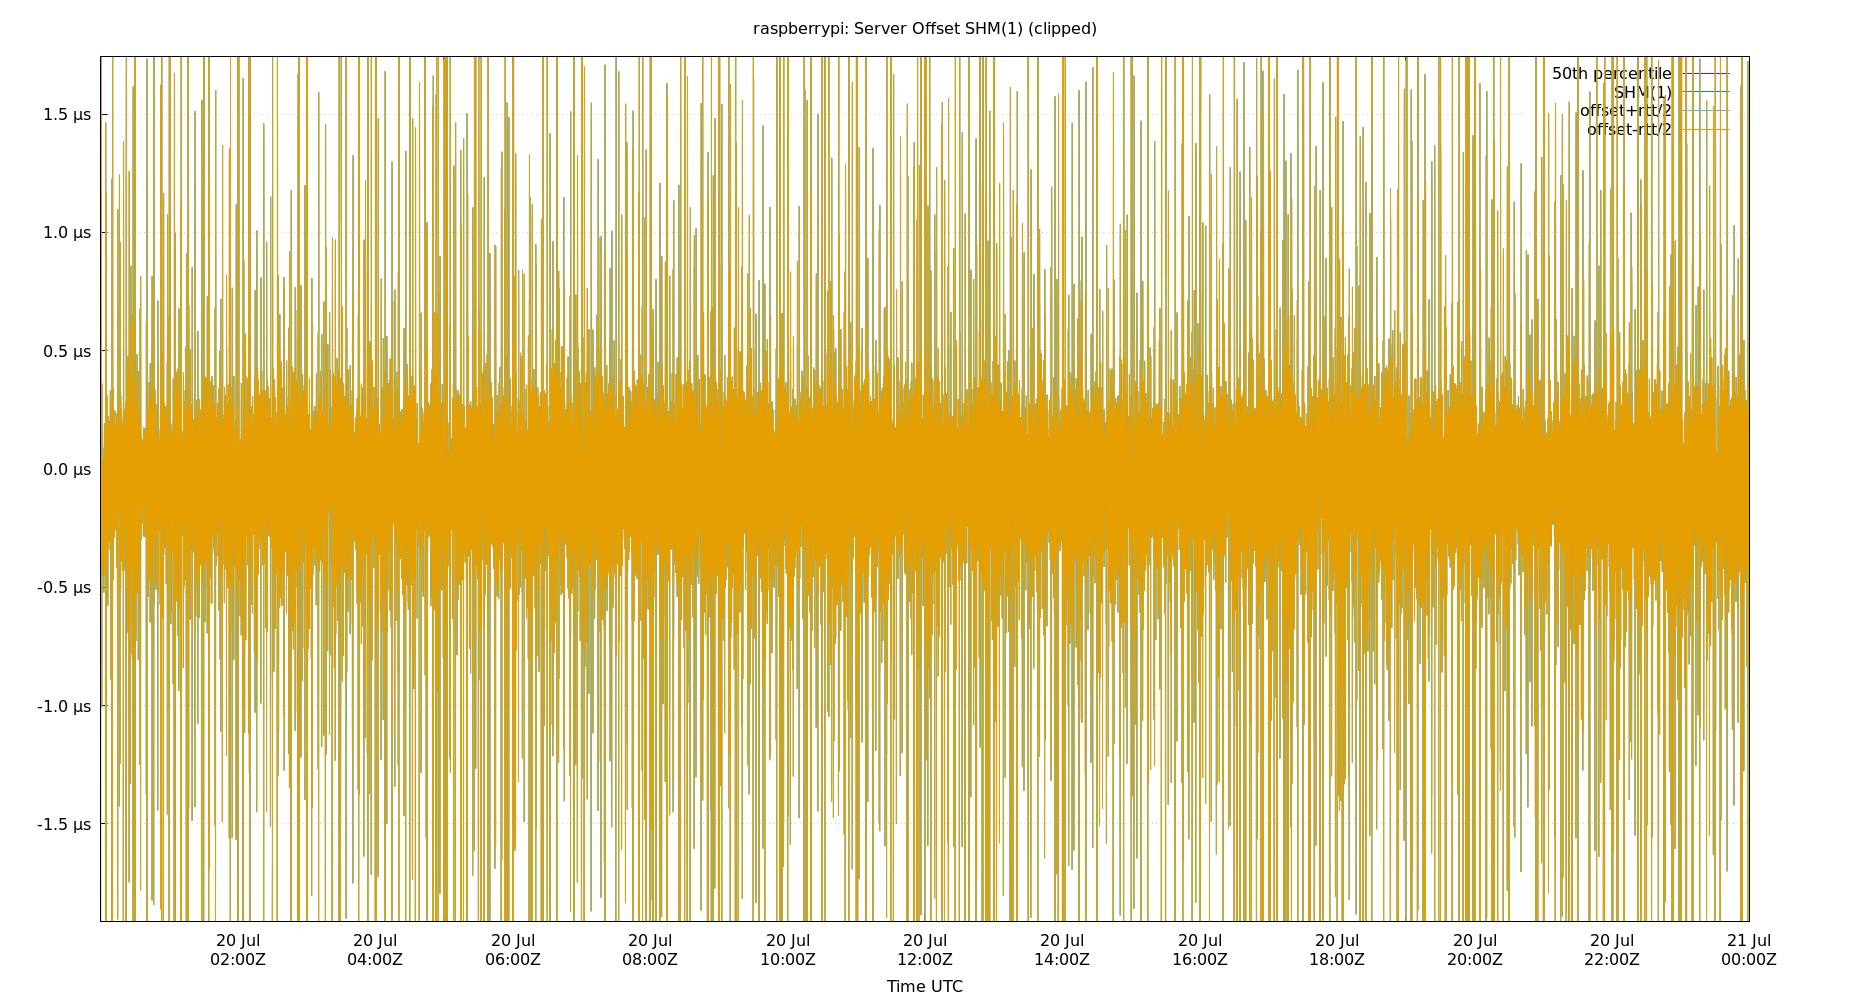 raspberrypi: Server Offset SHM(1) (clipped)
50th percentile
SHM(1)
offset+rtt/2
offset-rtt/2
1.5 µs
1.0 µs
0.5 µs
0.0 µs
-0.5 µs
-1.0 µs
-1.5 µs
20 Jul 20 Jul 20 Jul 20 Jul 20 Jul 20 Jul 20 Jul 20 Jul 20 Jul 20 Jul 20 Jul 21 Jul
02:00Z 04:00Z 06:00Z 08:00Z 10:00Z 12:00Z 14:00Z 16:00Z 18:00Z 20:00Z 22:00Z 00:00Z
Time UTC